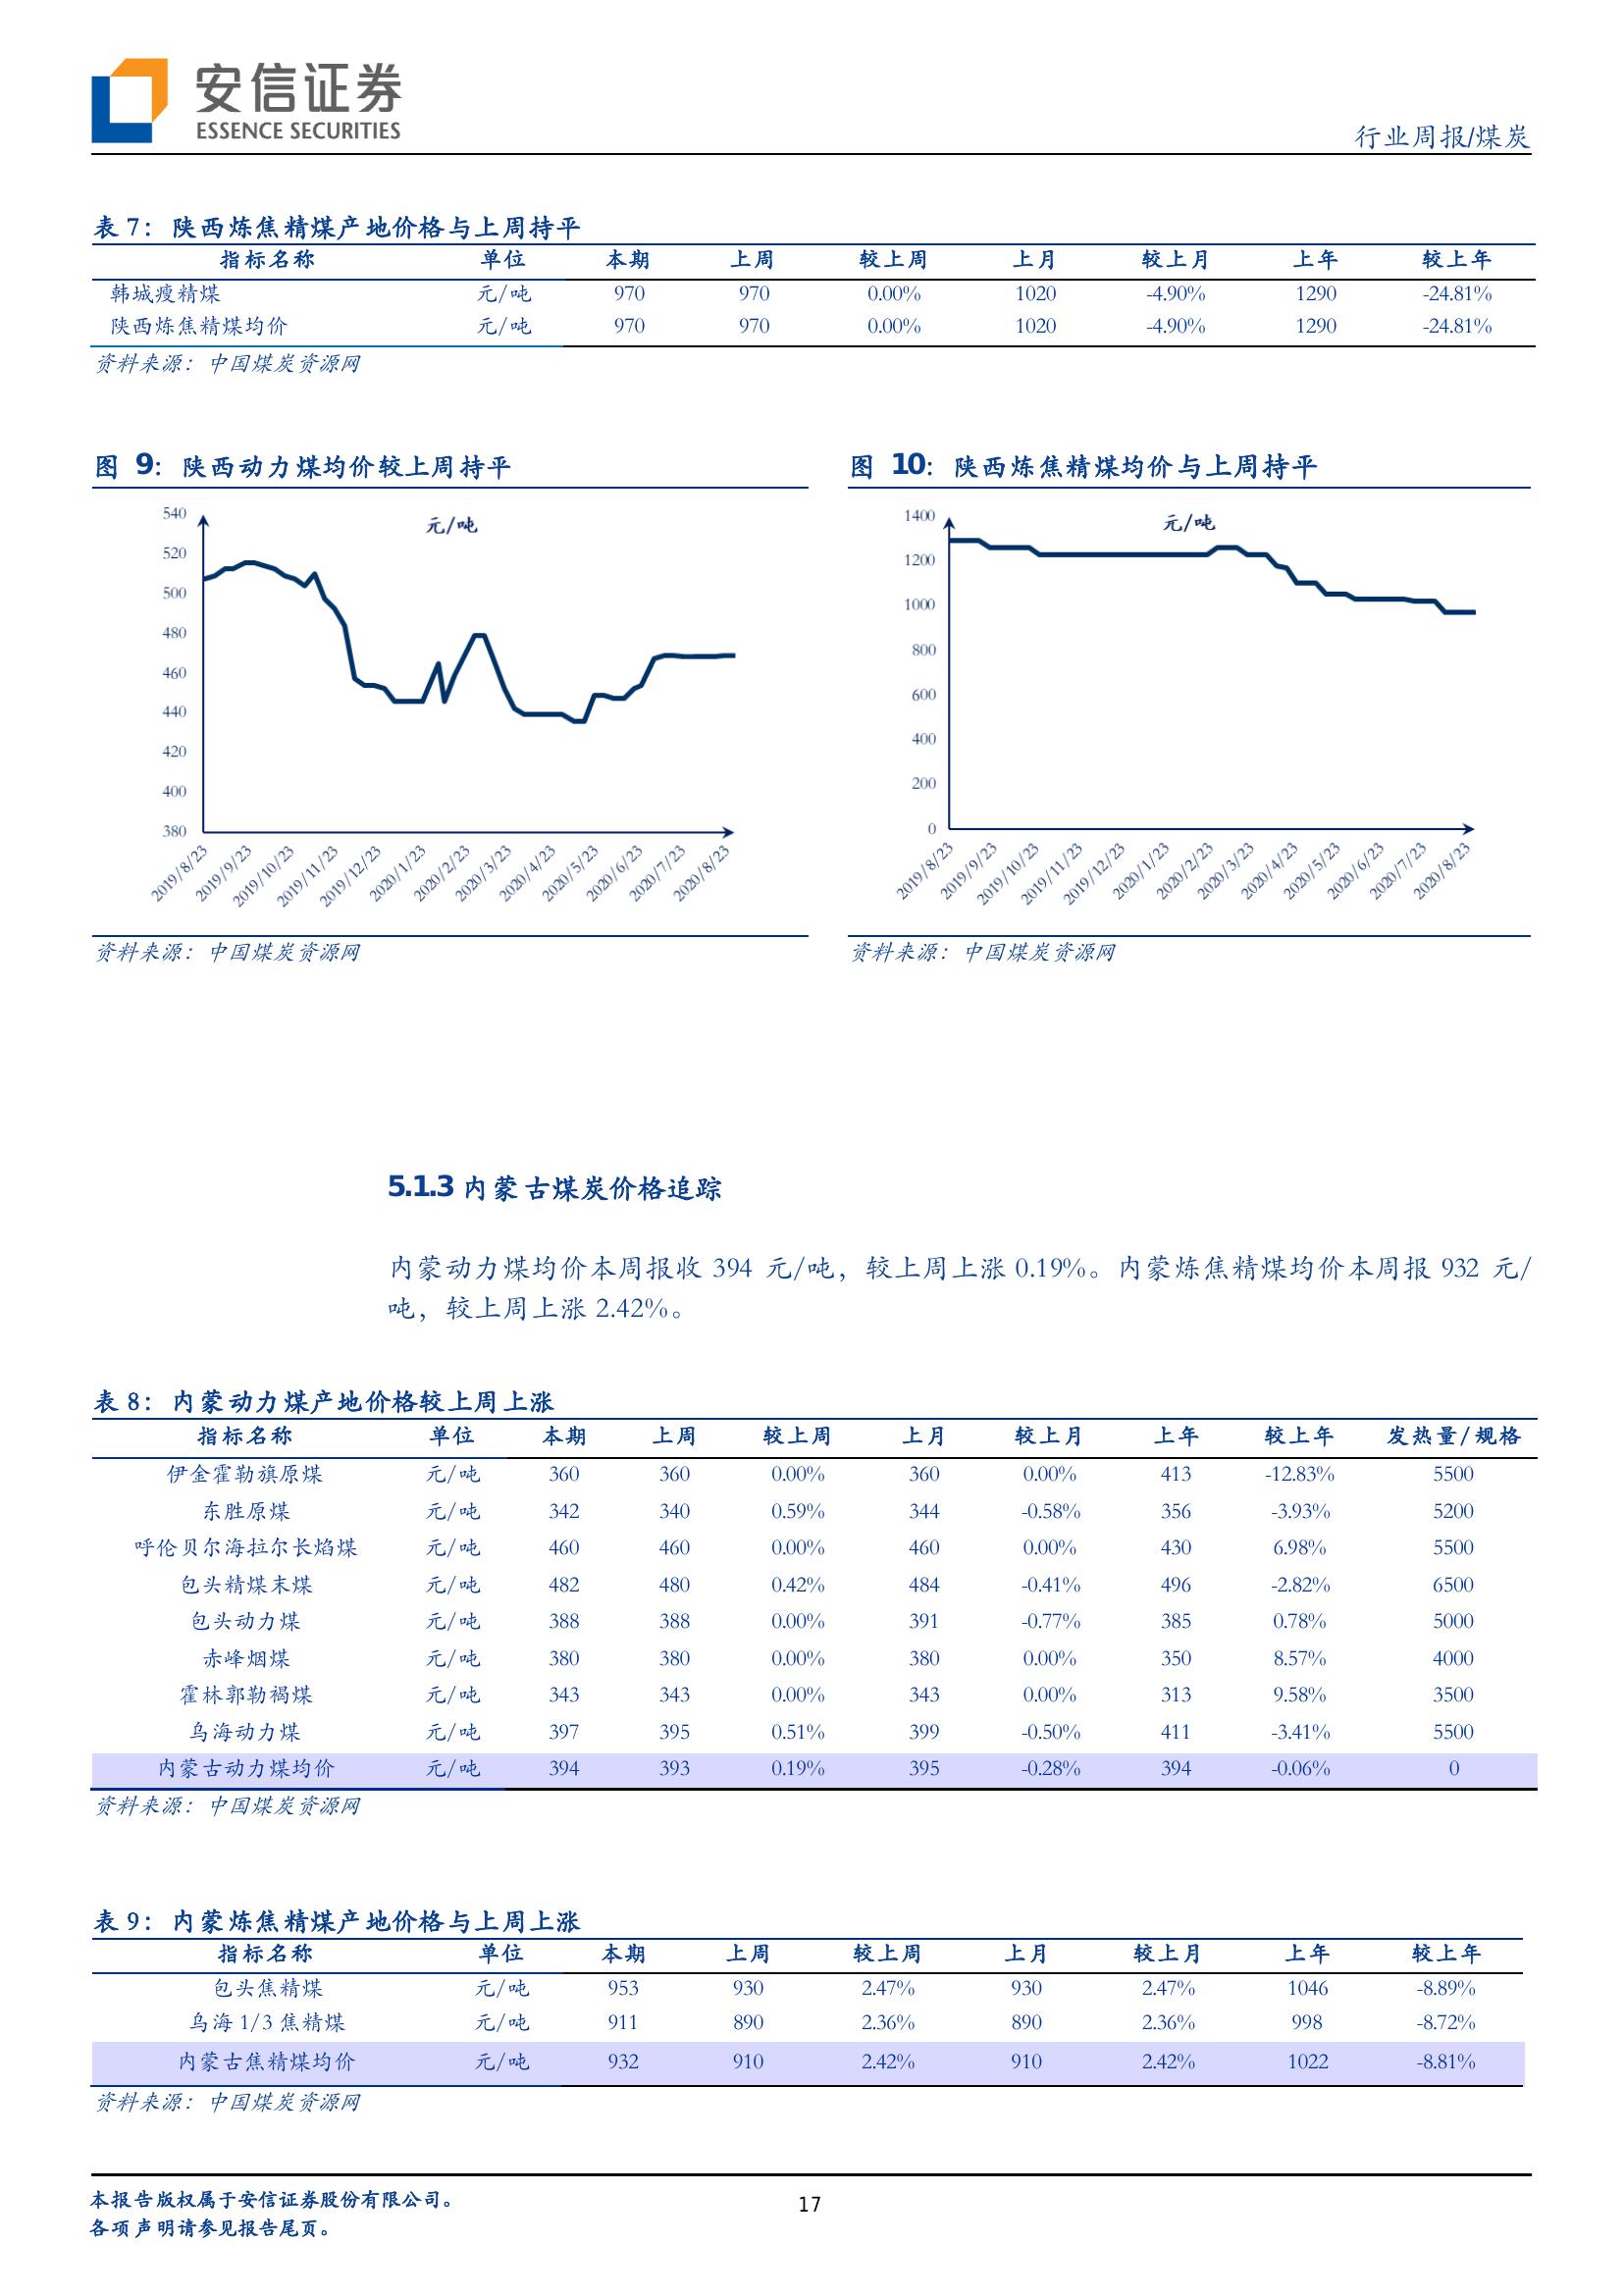 安信证券
ESSENCE SECURITIES
行业周报/煤炭
表 7：陕西炼焦精煤产地价格与上周持平
指标名称 单位 本期 上周 较上周 上月 较上月 上年 较上年
韩城瘦精煤 元/吨 970 970 0.00% 1020 -4.90% 1290 -24.81%
陕西炼焦精煤均价 元/吨 970 970 0.00% 1020 -4.90% 1290 -24.81%
资料来源：中国煤炭资源网
图 9：陕西动力煤均价较上周持平
元/吨
540
520
500
480
460
440
420
400
380
2019/8/23 2019/9/23 2019/10/23 2019/11/23 2019/12/23 2020/1/23 2020/2/23 2020/3/23 2020/4/23 2020/5/23 2020/6/23 2020/7/23 2020/8/23
资料来源：中国煤炭资源网
图 10：陕西炼焦精煤均价与上周持平
元/吨
1400
1200
1000
800
600
400
200
0
2019/8/23 2019/9/23 2019/10/23 2019/11/23 2019/12/23 2020/1/23 2020/2/23 2020/3/23 2020/4/23 2020/5/23 2020/6/23 2020/7/23 2020/8/23
资料来源：中国煤炭资源网
5.1.3 内蒙古煤炭价格追踪
内蒙动力煤均价本周报收 394 元/吨，较上周上涨 0.19%。内蒙炼焦精煤均价本周报 932 元/
吨，较上周上涨 2.42%。
表 8：内蒙动力煤产地价格较上周上涨
指标名称 单位 本期 上周 较上周 上月 较上月 上年 较上年 发热量/规格
伊金霍勒旗原煤 元/吨 360 360 0.00% 360 0.00% 413 -12.83% 5500
东胜原煤 元/吨 342 340 0.59% 344 -0.58% 356 -3.93% 5200
呼伦贝尔海拉尔长焰煤 元/吨 460 460 0.00% 460 0.00% 430 6.98% 5500
包头精煤末煤 元/吨 482 480 0.42% 484 -0.41% 496 -2.82% 6500
包头动力煤 元/吨 388 388 0.00% 391 -0.77% 385 0.78% 5000
赤峰烟煤 元/吨 380 380 0.00% 380 0.00% 350 8.57% 4000
霍林郭勒褐煤 元/吨 343 343 0.00% 343 0.00% 313 9.58% 3500
乌海动力煤 元/吨 397 395 0.51% 399 -0.50% 411 -3.41% 5500
内蒙古动力煤均价 元/吨 394 393 0.19% 395 -0.28% 394 -0.06% 0
资料来源：中国煤炭资源网
表 9：内蒙炼焦精煤产地价格与上周上涨
指标名称 单位 本期 上周 较上周 上月 较上月 上年 较上年
包头焦精煤 元/吨 953 930 2.47% 930 2.47% 1046 -8.89%
乌海 1/3 焦精煤 元/吨 911 890 2.36% 890 2.36% 998 -8.72%
内蒙古焦精煤均价 元/吨 932 910 2.42% 910 2.42% 1022 -8.81%
资料来源：中国煤炭资源网
本报告版权属于安信证券股份有限公司。
各项声明请参见报告尾页。
17